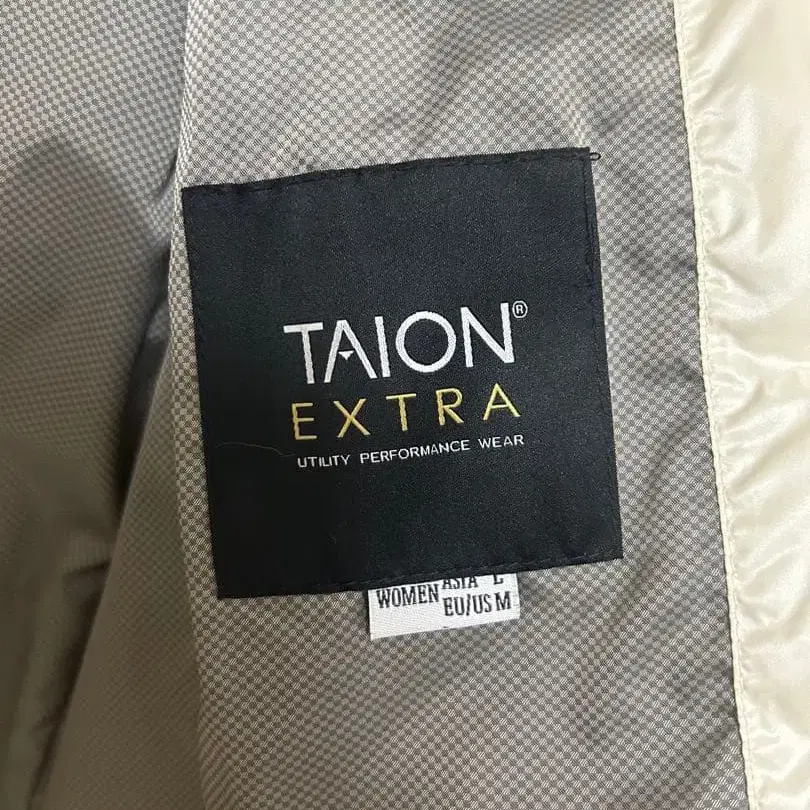 TAION®
EXTRA
UTILITY PERFORMANCE WEAR
WOMEN ASIA L
EU/US M